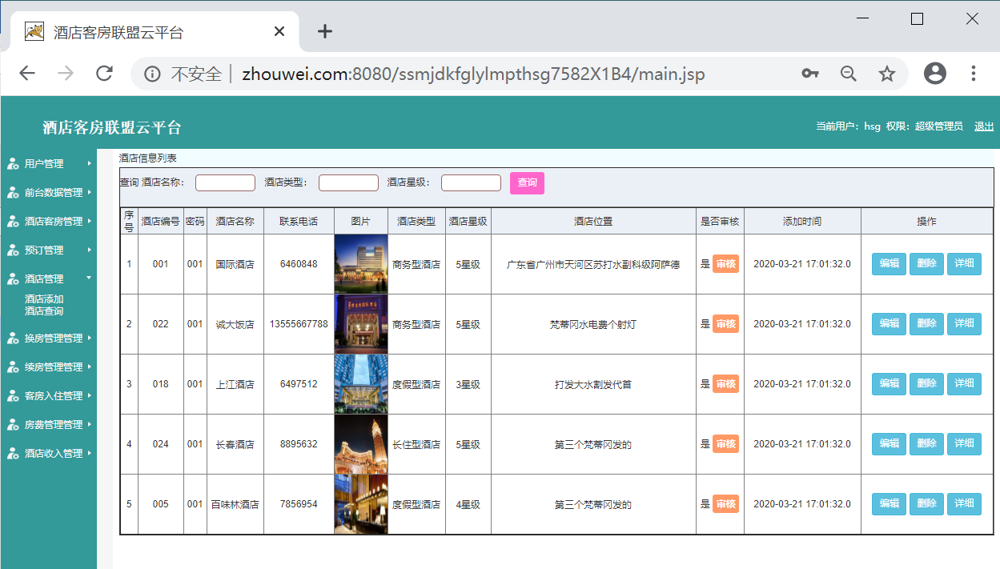 酒店客房联盟云平台
不安全 zhouwei.com:8080/ssmjdkfglylmpthsg7582X1B4/main.jsp
酒店客房联盟云平台
当前用户：hsg 权限：超级管理员 退出
用户管理
前台数据管理
酒店客房管理
预订管理
酒店管理
酒店添加
酒店查询
换房管理管理
续房管理管理
客房入住管理
房费管理管理
酒店收入管理
酒店信息列表
查询 酒店名称： 酒店类型： 酒店星级： 查询
序号 酒店编号 密码 酒店名称 联系电话 图片 酒店类型 酒店星级 酒店位置 是否审核 添加时间 操作
1 001 001 国际酒店 6460848 商务型酒店 5星级 广东省广州市天河区苏打水副科级阿萨德 是 审核 2020-03-21 17:01:32.0 编辑 删除 详细
2 022 001 诚大饭店 13555667788 商务型酒店 5星级 梵蒂冈水电费个射灯 是 审核 2020-03-21 17:01:32.0 编辑 删除 详细
3 018 001 上江酒店 6497512 度假型酒店 3星级 打发大水割发代首 是 审核 2020-03-21 17:01:32.0 编辑 删除 详细
4 024 001 长春酒店 8895632 长住型酒店 5星级 第三个梵蒂冈发的 是 审核 2020-03-21 17:01:32.0 编辑 删除 详细
5 005 001 百味林酒店 7856954 度假型酒店 4星级 第三个梵蒂冈发的 是 审核 2020-03-21 17:01:32.0 编辑 删除 详细